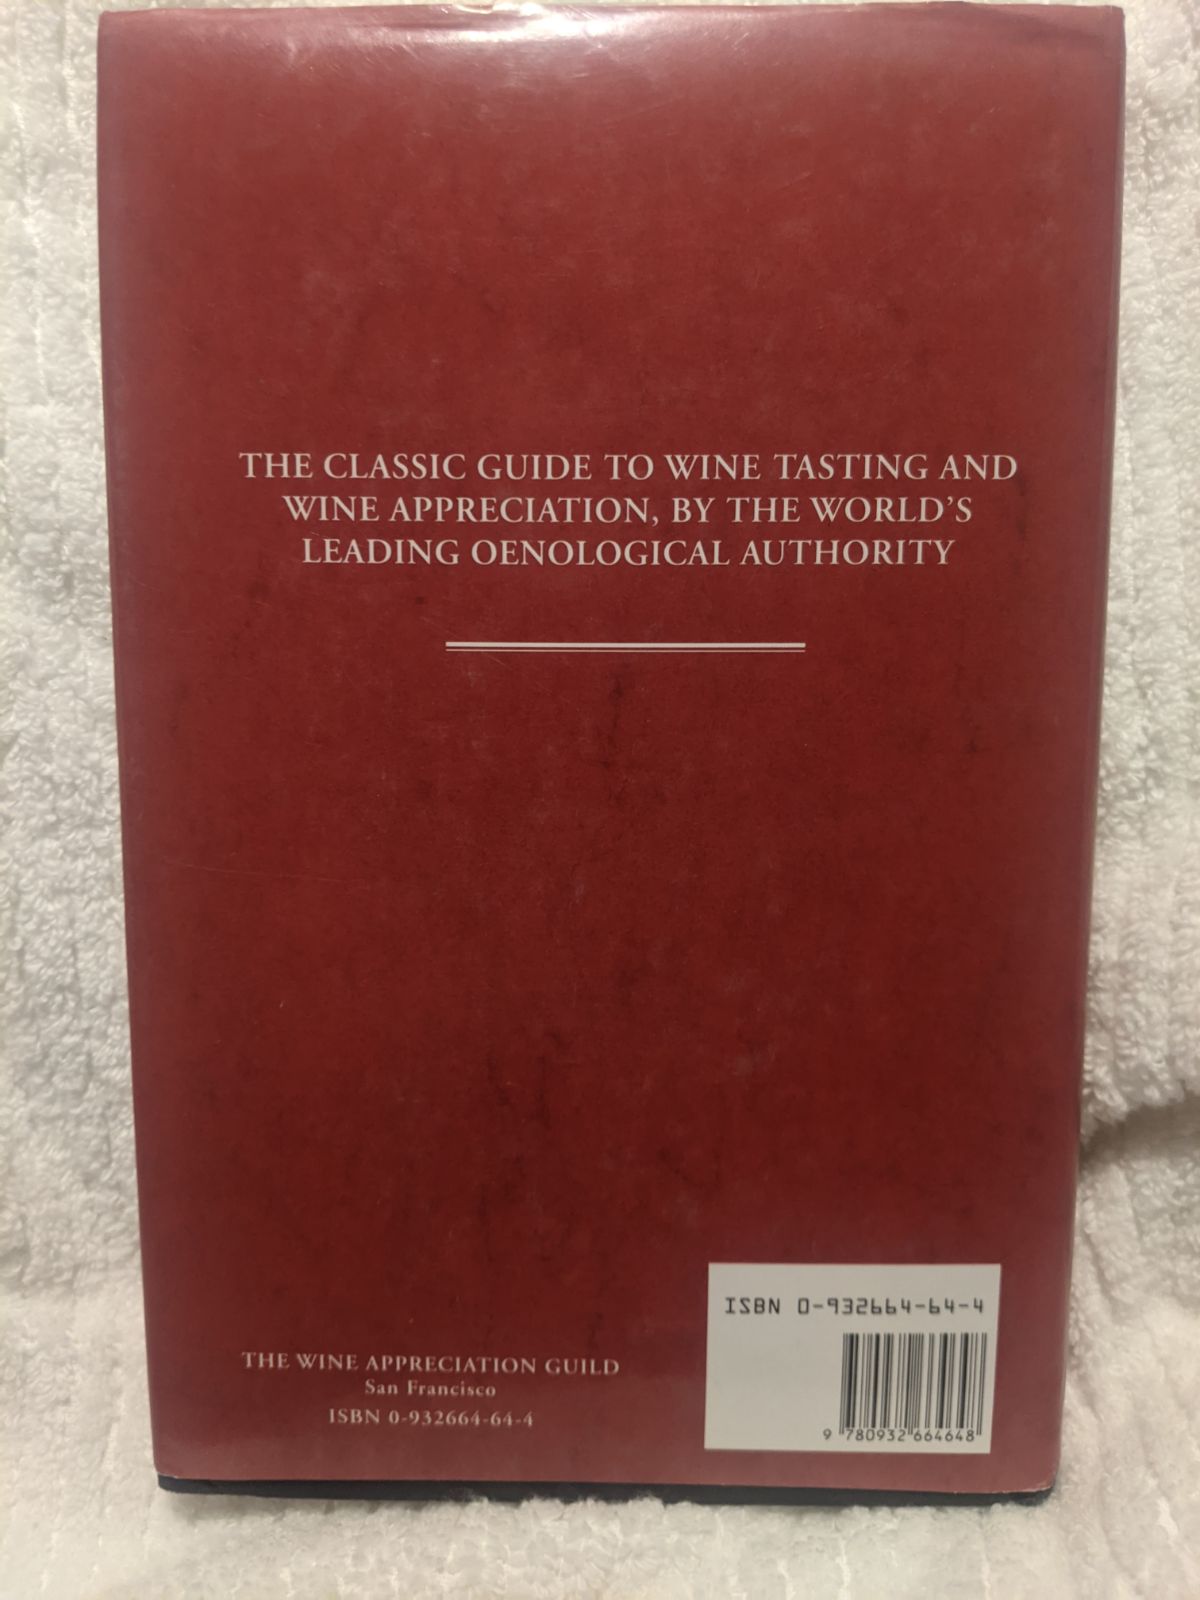 THE CLASSIC GUIDE TO WINE TASTING AND
WINE APPRECIATION, BY THE WORLD'S
LEADING OENOLOGICAL AUTHORITY
ISBN 0-932664-64-4
9 780932 664648
THE WINE APPRECIATION GUILD
San Francisco
ISBN 0-932664-64-4